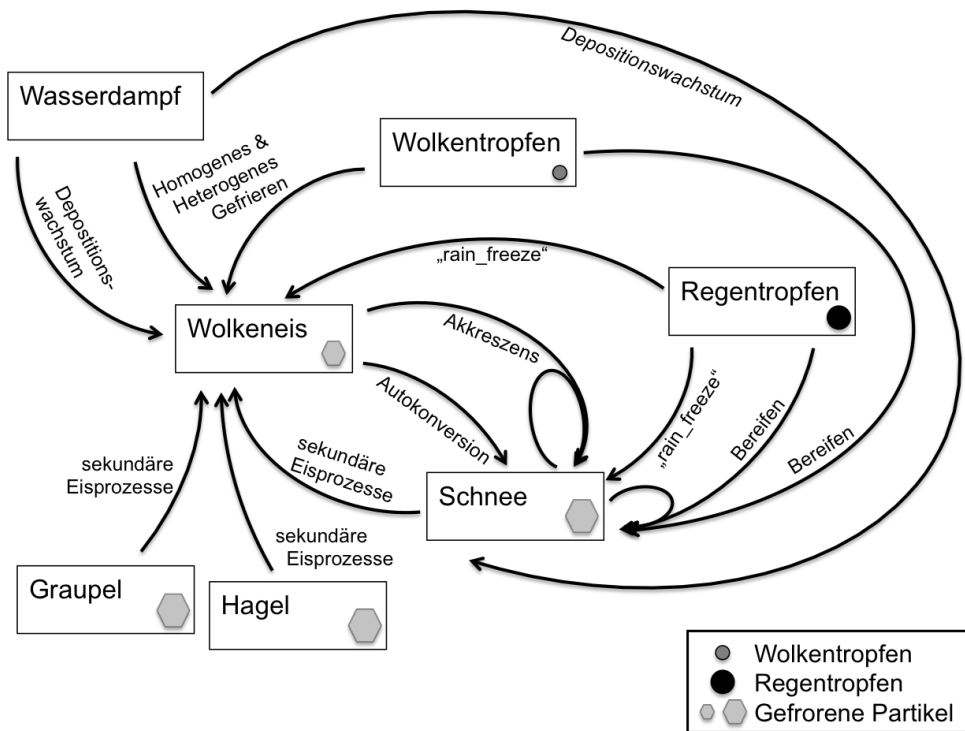 Depositionswachstum
Wasserdampf
Wolkentropfen
Homogenes &
Heterogenes
Gefrieren
Depostitions-
wachstum
„rain_freeze“
Regentropfen
Wolkeneis
Akkreszens
Autokonversion
„rain_freeze“
Bereifen
Bereifen
sekundäre
Eisprozesse
sekundäre
Eisprozesse
Schnee
sekundäre
Eisprozesse
Graupel
Hagel
Wolkentropfen
Regentropfen
Gefrorene Partikel